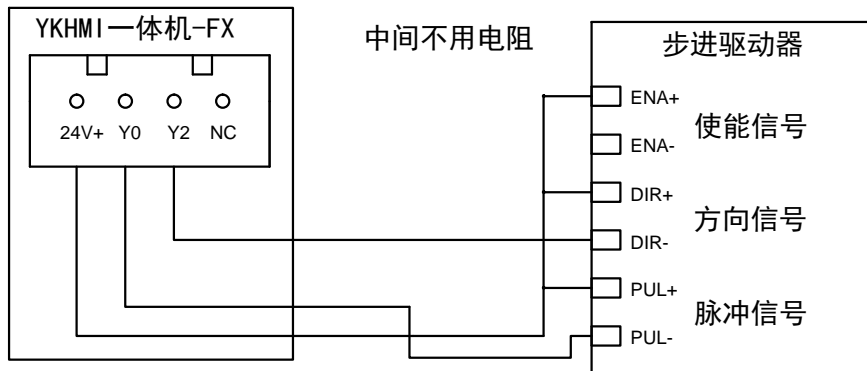 YKHMI一体机-FX
中间不用电阻
步进驱动器
24V+ Y0 Y2 NC
ENA+
使能信号
ENA-
DIR+
方向信号
DIR-
PUL+
脉冲信号
PUL-